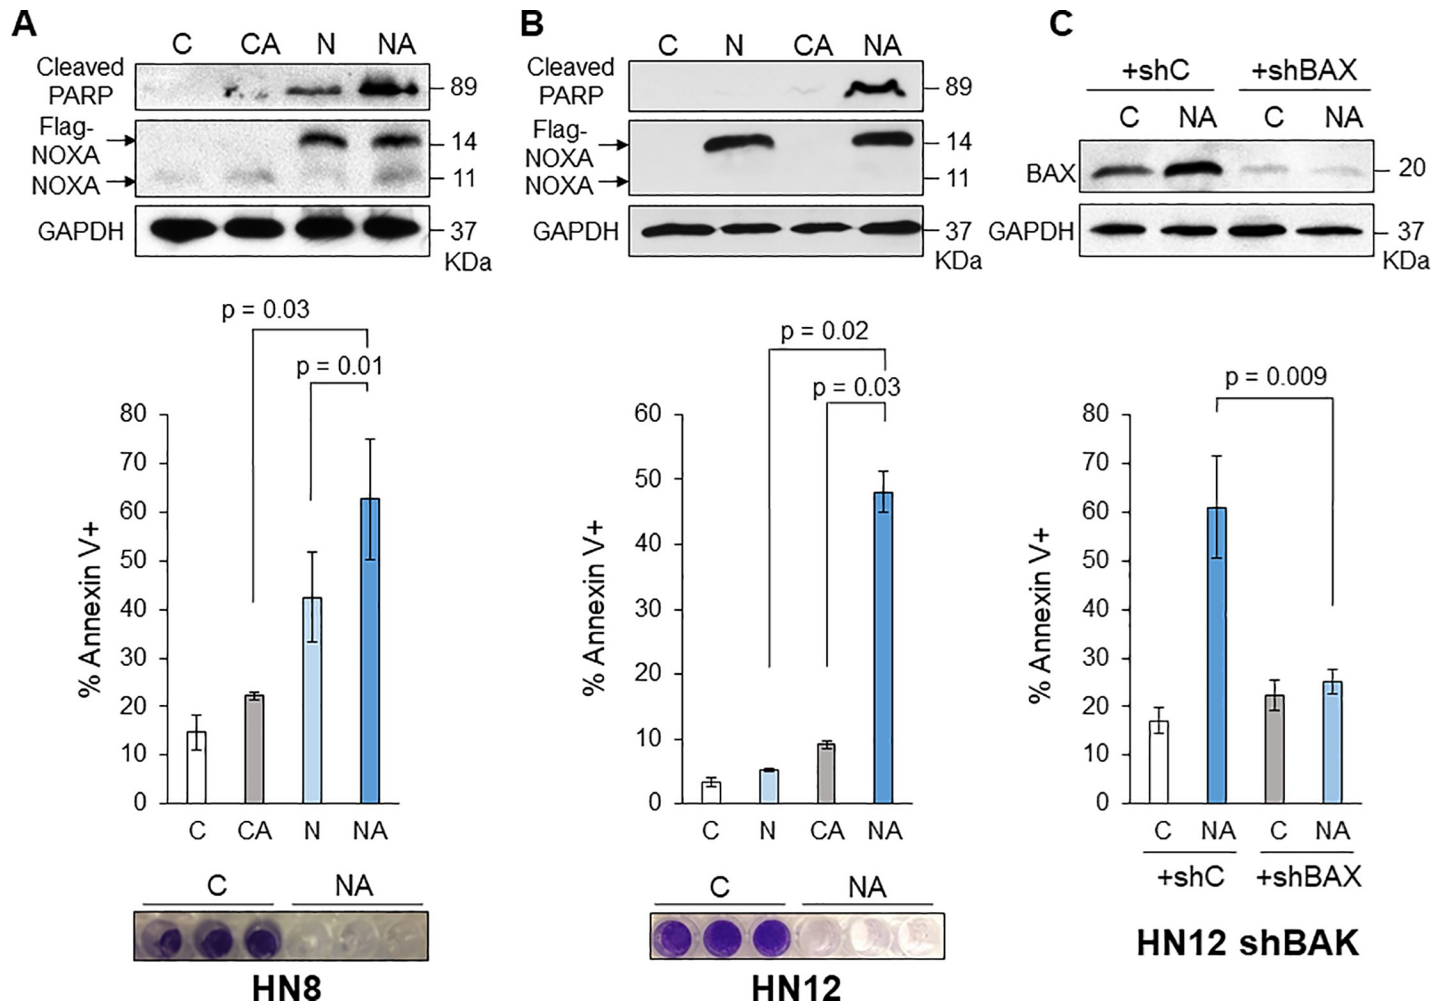 A
C CA N NA
Cleaved
PARP
89
Flag-
NOXA
14
NOXA
11
GAPDH
37
KDa
p = 0.03
p = 0.01
80
70
60
50
40
30
20
10
0
% Annexin V+
C CA N NA
C NA
HN8
B
C N CA NA
Cleaved
PARP
89
Flag-
NOXA
14
NOXA
11
GAPDH
37
KDa
p = 0.02
p = 0.03
60
50
40
30
20
10
0
% Annexin V+
C N CA NA
C NA
HN12
C
+shC +shBAX
C NA C NA
BAX
20
GAPDH
37
KDa
p = 0.009
80
70
60
50
40
30
20
10
0
% Annexin V+
C NA C NA
+shC +shBAX
HN12 shBAK